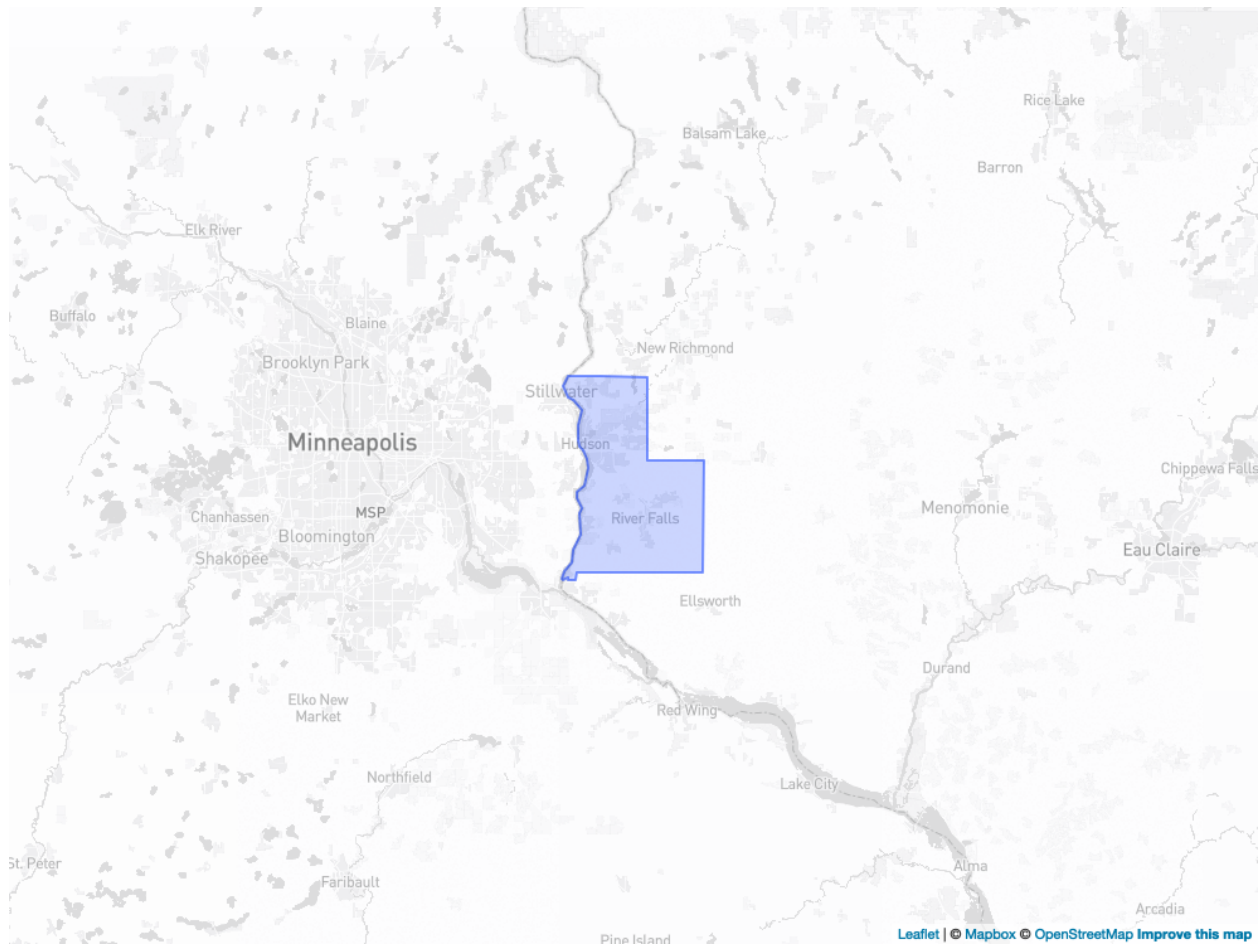 Rice Lake
Balsam Lake
Barron
Elk River
Buffalo
Blaine
New Richmond
Brooklyn Park
Stillwater
Minneapolis
Hudson
Chippewa Falls
Menomonie
MSP
Chanhassen
River Falls
Bloomington
Eau Claire
Shakopee
Ellsworth
Durand
Elko New
Market
Red Wing
Northfield
Lake City
St. Peter
Alma
Faribault
Arcadia
Pine Island
Leaflet | © Mapbox © OpenStreetMap Improve this map